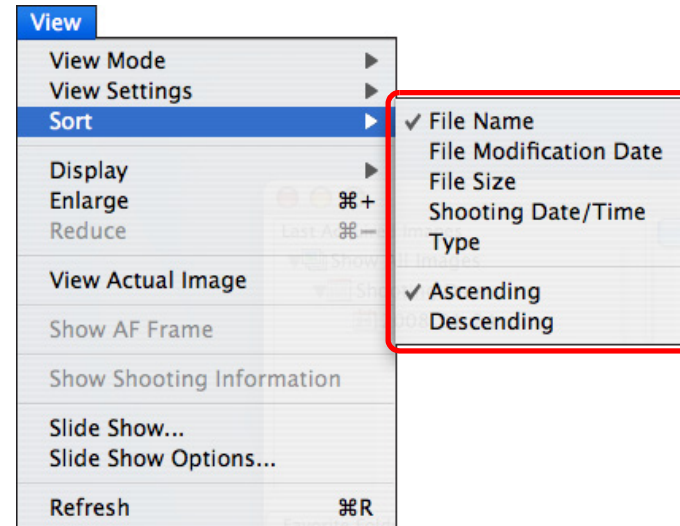 View
View Mode ▶
View Settings ▶
Sort ▶
Display ▶
Enlarge ⌘+
Reduce ⌘−
View Actual Image
Show AF Frame
Show Shooting Information
Slide Show...
Slide Show Options...
Refresh ⌘R
✓ File Name
File Modification Date
File Size
Shooting Date/Time
Type
✓ Ascending
Descending